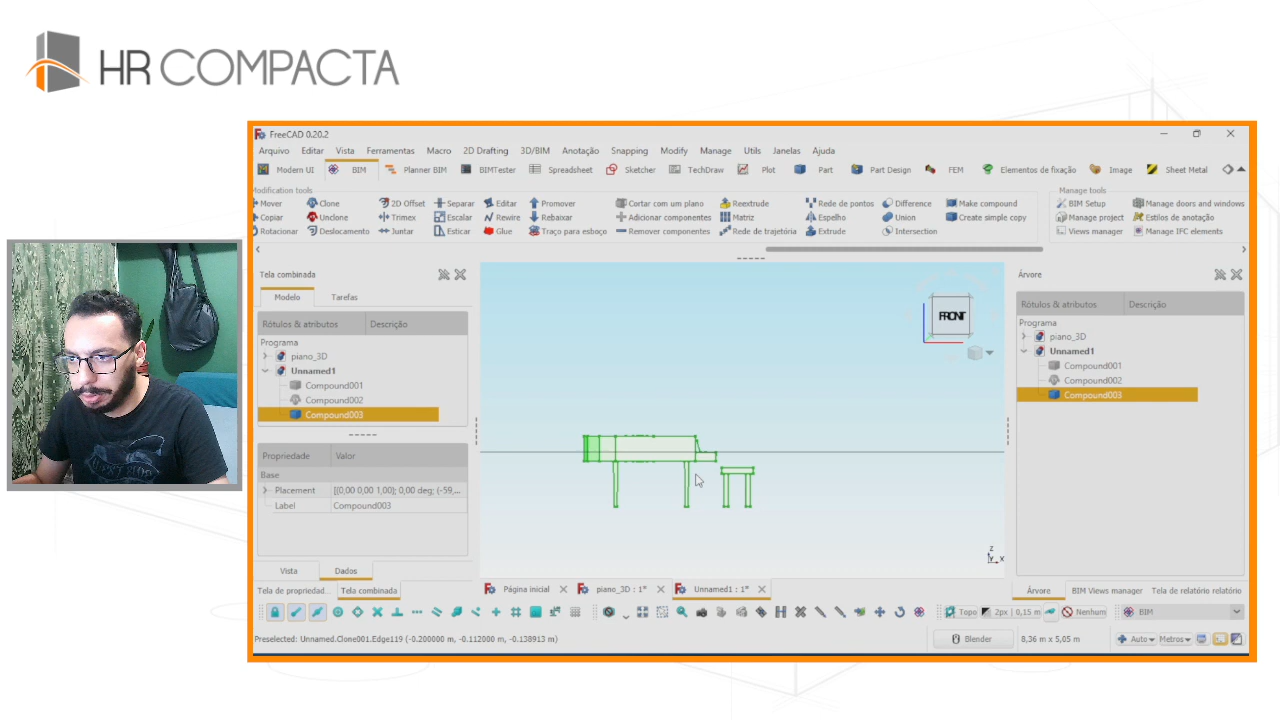 HR COMPACTA
FreeCAD 0.20.2
Arquivo Editar Vista Ferramentas Macro 2D Drafting 3D/BIM Anotação Snapping Modify Manage Utils Janelas Ajuda
Modern UI BIM Planner BIM BIMTester Spreadsheet Sketcher TechDraw Plot Part Part Design FEM Elementos de fixação Image Sheet Metal
Modification tools Manage tools
Mover Clone 2D Offset Separar Editar Promover Cortar com um plano Reextrude Rede de pontos Difference Make compound BIM Setup Manage doors and windows
Copiar Unclone Trimex Escalar Rewire Rebaixar Adicionar componentes Matriz Espelho Union Create simple copy Manage project Estilos de anotação
Rotacionar Deslocamento Juntar Esticar Glue Traço para esboço Remover componentes Rede de trajetória Extrude Intersection Views manager Manage IFC elements
Tela combinada Árvore
Modelo Tarefas
Rótulos & atributos Descrição
Programa
piano_3D
Unnamed1
Compound001
Compound002
Compound003
Propriedade Valor
Base
Placement [(0,00 0,00 1,00); 0,00 deg; (-59,...
Label Compound003
Vista Dados
Tela de propriedad... Tela combinada
FRONT
Z
Y X
Rótulos & atributos Descrição
Programa
piano_3D
Unnamed1
Compound001
Compound002
Compound003
Página inicial piano_3D : 1* Unnamed1 : 1*
Árvore BIM Views manager Tela de relatório relatório
Topo 2px | 0,15 m Nenhum BIM
Preselected: Unnamed.Clone001.Edge119 (-0.200000 m, -0.112000 m, -0.138913 m)
Blender 8,36 m x 5,05 m Auto Metros